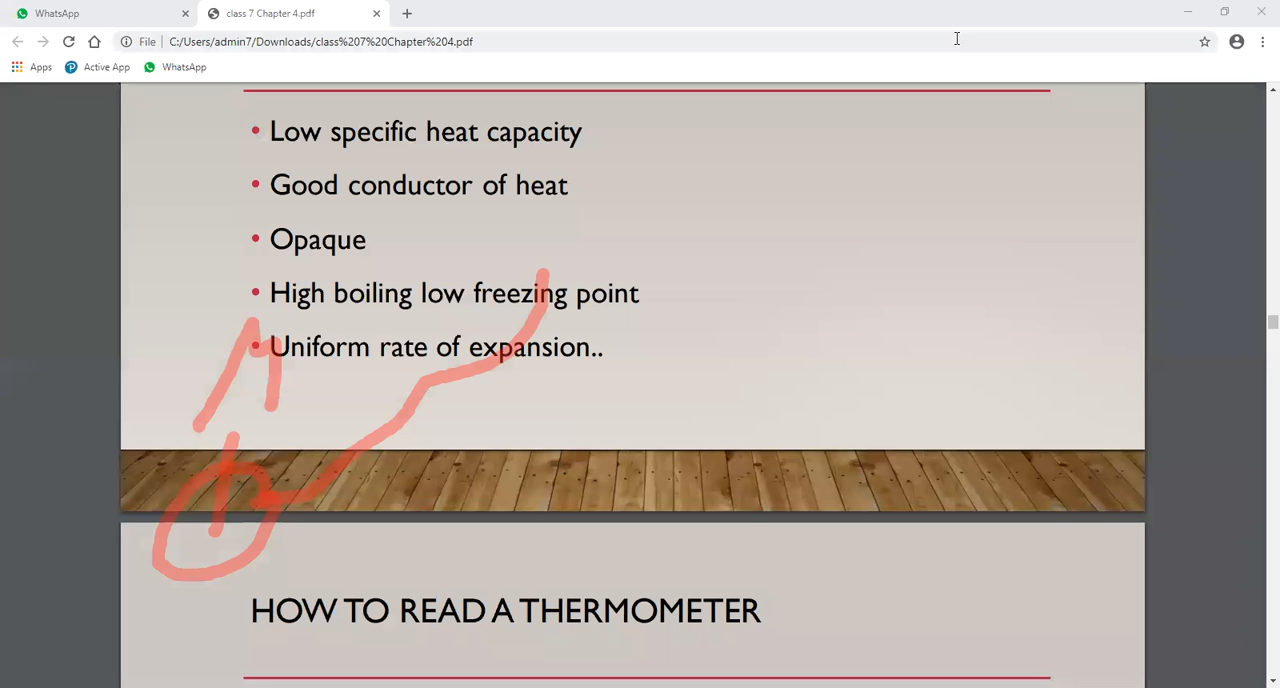 WhatsApp
class 7 Chapter 4.pdf
File
C:/Users/admin7/Downloads/class%207%20Chapter%204.pdf
Apps
Active App
WhatsApp
• Low specific heat capacity
• Good conductor of heat
• Opaque
• High boiling low freezing point
• Uniform rate of expansion..
HOW TO READ A THERMOMETER